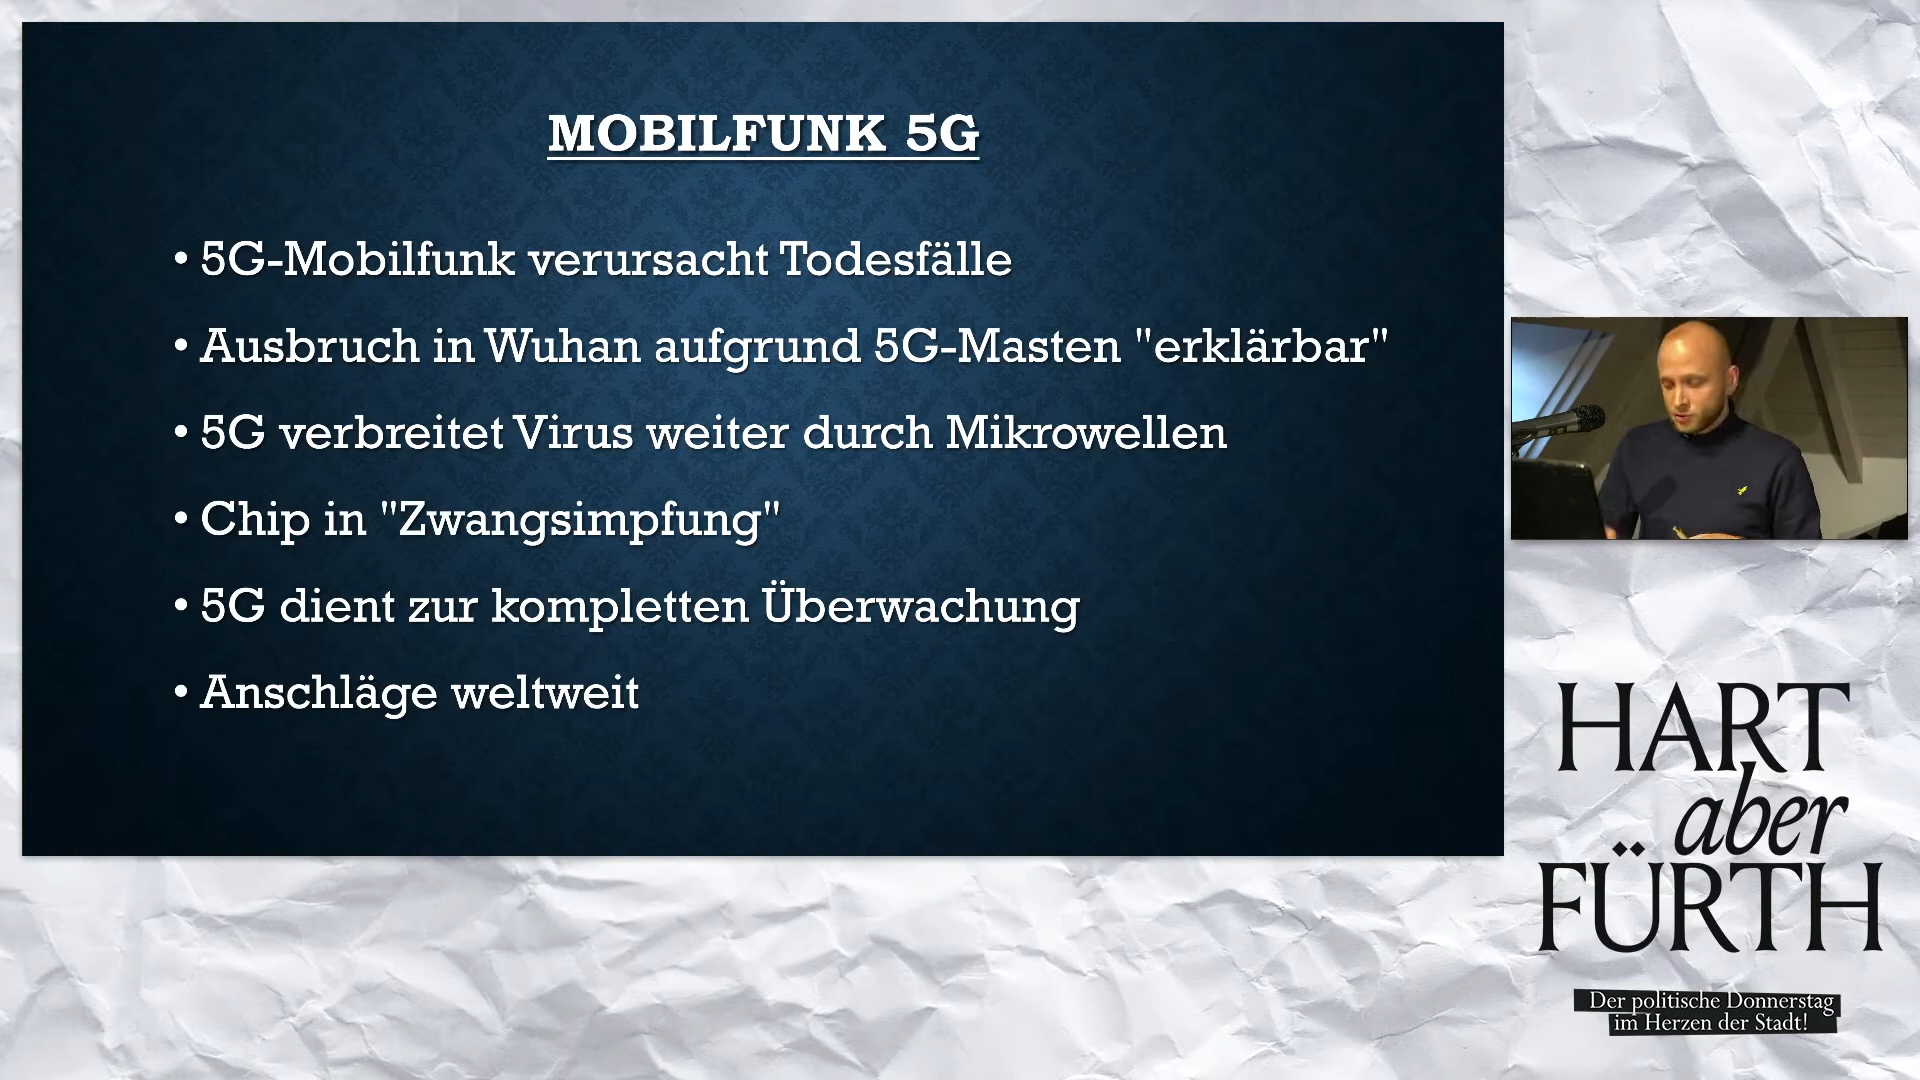 MOBILFUNK 5G
• 5G-Mobilfunk verursacht Todesfälle
• Ausbruch in Wuhan aufgrund 5G-Masten "erklärbar"
• 5G verbreitet Virus weiter durch Mikrowellen
• Chip in "Zwangsimpfung"
• 5G dient zur kompletten Überwachung
• Anschläge weltweit
HART
aber
FÜRTH
Der politische Donnerstag
im Herzen der Stadt!